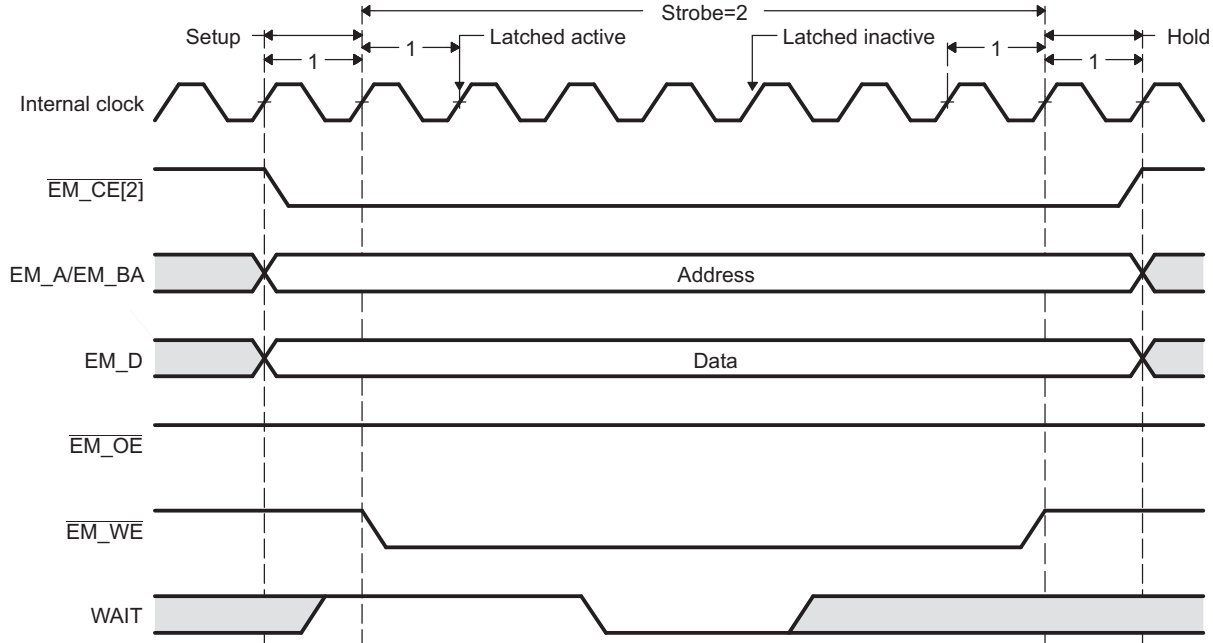 Strobe=2
Setup
1
Latched active
Latched inactive
1
Hold
1
1
Internal clock
EM_CE[2]
EM_A/EM_BA
Address
EM_D
Data
EM_OE
EM_WE
WAIT